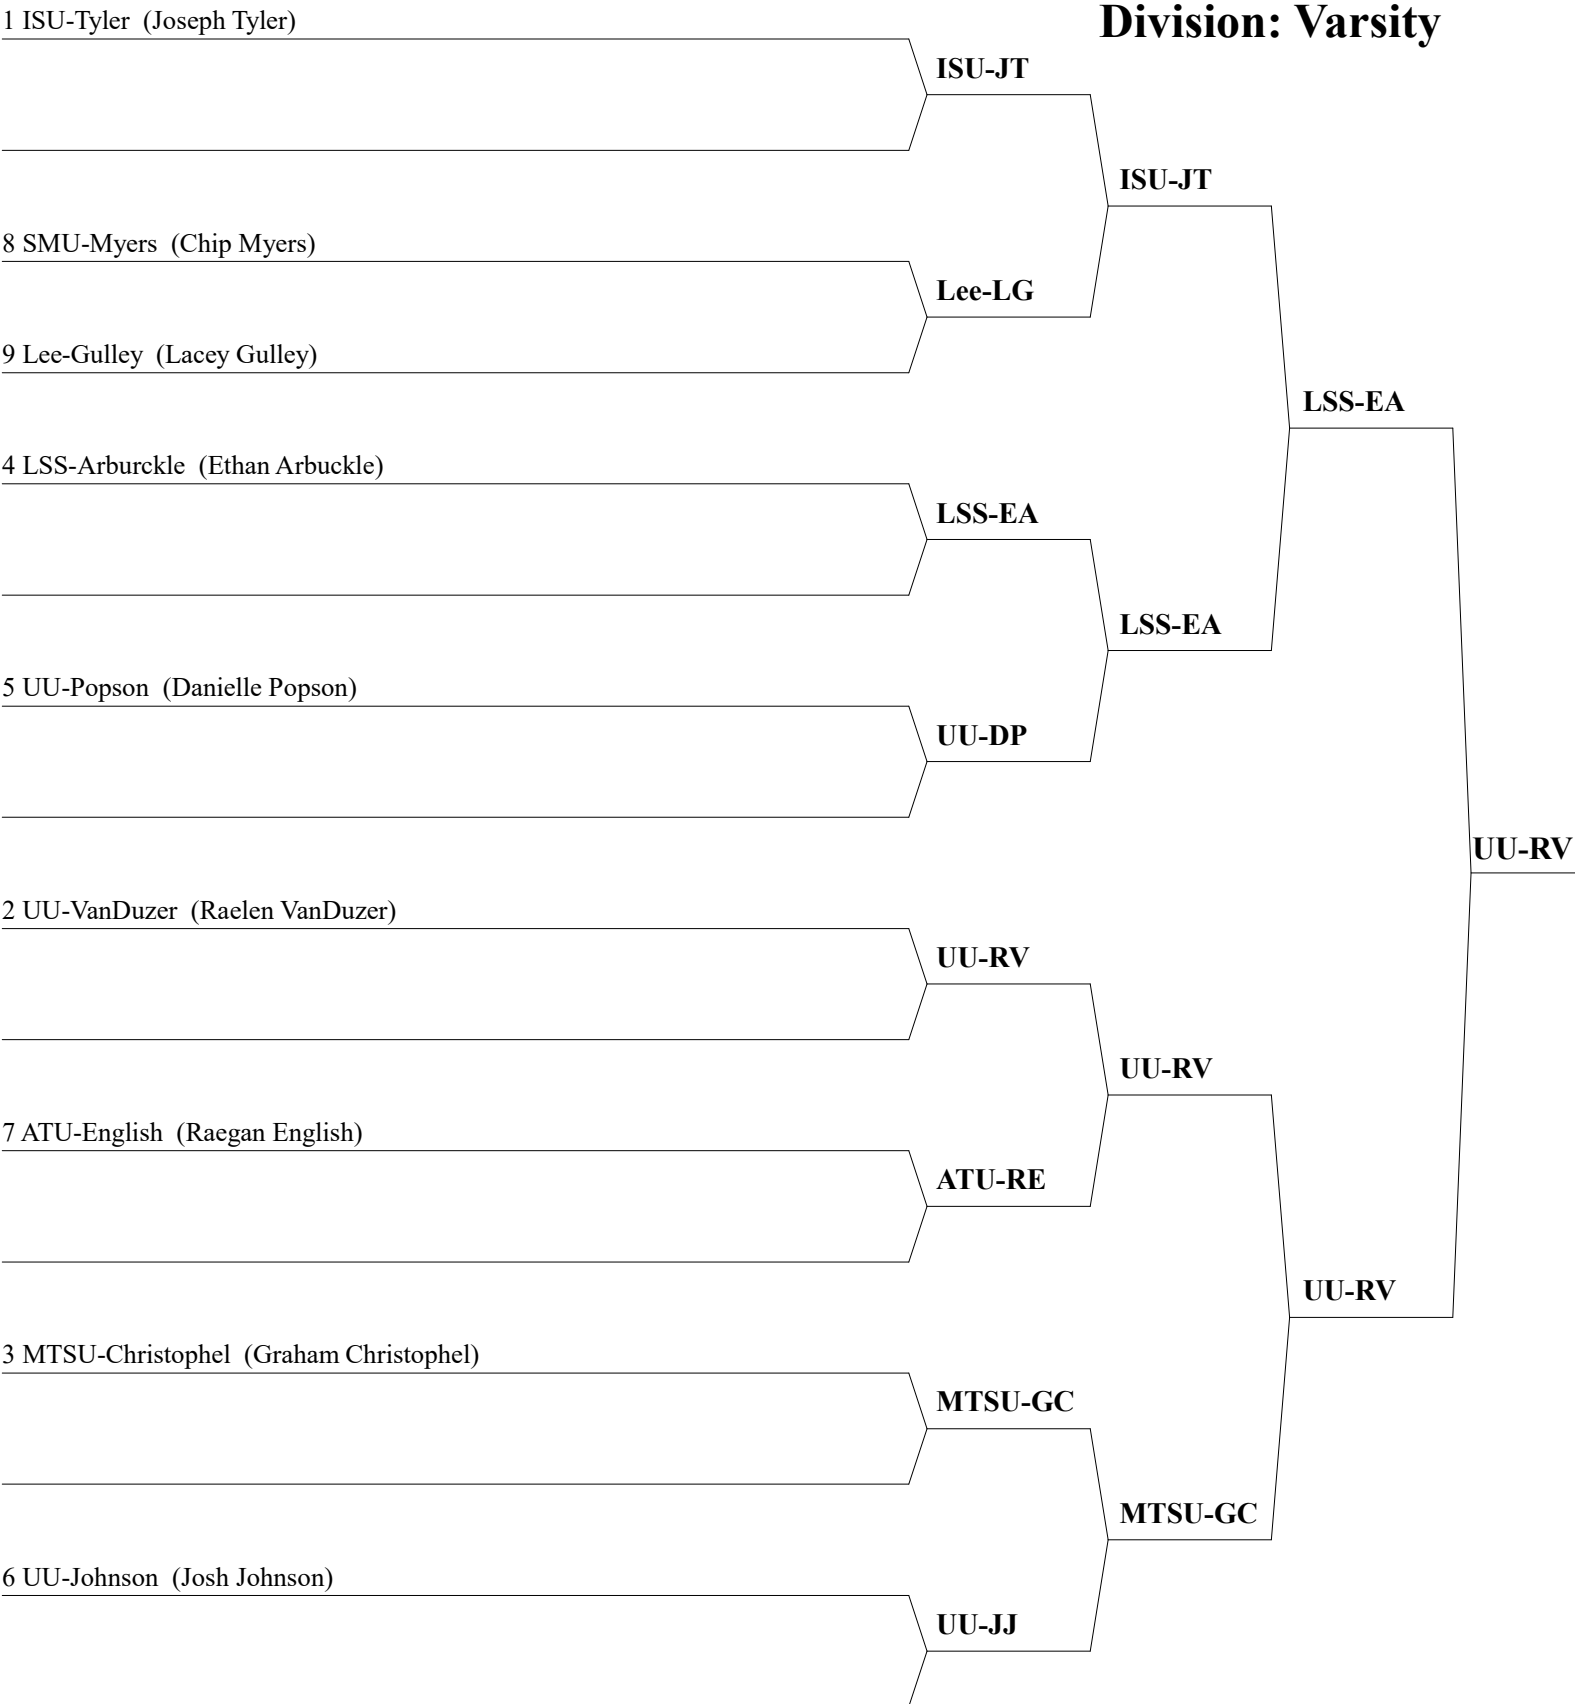 1 ISU-Tyler (Joseph Tyler)
Division: Varsity
ISU-JT
ISU-JT
8 SMU-Myers (Chip Myers)
Lee-LG
9 Lee-Gulley (Lacey Gulley)
LSS-EA
4 LSS-Arburckle (Ethan Arbuckle)
LSS-EA
LSS-EA
5 UU-Popson (Danielle Popson)
UU-DP
UU-RV
2 UU-VanDuzer (Raelen VanDuzer)
UU-RV
UU-RV
7 ATU-English (Raegan English)
ATU-RE
UU-RV
3 MTSU-Christophel (Graham Christophel)
MTSU-GC
MTSU-GC
6 UU-Johnson (Josh Johnson)
UU-JJ